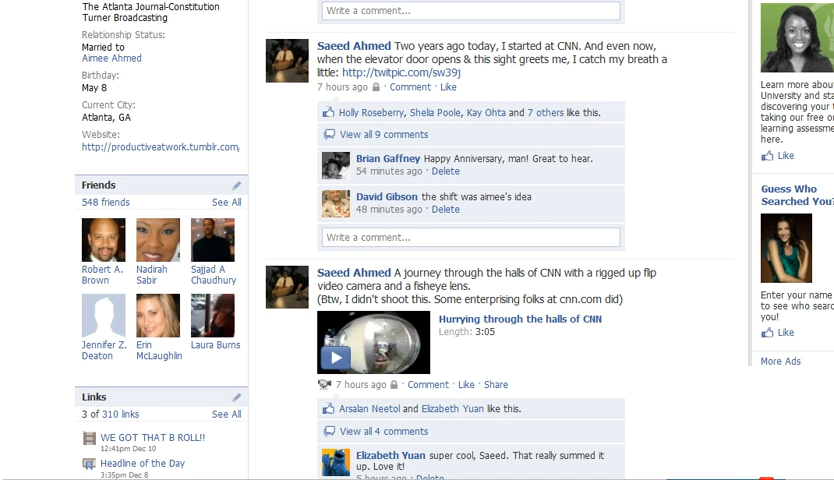 The Atlanta Journal-Constitution
Turner Broadcasting
Relationship Status:
Married to
Aimee Ahmed
Birthday:
May 8
Current City:
Atlanta, GA
Website:
http://productiveatwork.tumblr.com/
Friends
548 friends
See All
Robert A.
Brown
Nadirah
Sabir
Sajjad A
Chaudhury
Jennifer Z.
Deaton
Erin
McLaughlin
Laura Burns
Links
3 of 310 links
See All
WE GOT THAT B ROLL!!
12:41pm Dec 10
Headline of the Day
3:35pm Dec 8
Write a comment...
Saeed Ahmed Two years ago today, I started at CNN. And even now,
when the elevator door opens & this sight greets me, I catch my breath a
little: http://twitpic.com/sw39j
7 hours ago · Comment · Like
Holly Roseberry, Shelia Poole, Kay Ohta and 7 others like this.
View all 9 comments
Brian Gaffney Happy Anniversary, man! Great to hear.
54 minutes ago · Delete
David Gibson the shift was aimee's idea
48 minutes ago · Delete
Write a comment...
Saeed Ahmed A journey through the halls of CNN with a rigged up flip
video camera and a fisheye lens.
(Btw, I didn't shoot this. Some enterprising folks at cnn.com did)
Hurrying through the halls of CNN
Length: 3:05
7 hours ago · Comment · Like · Share
Arsalan Neetol and Elizabeth Yuan like this.
View all 4 comments
Elizabeth Yuan super cool, Saeed. That really summed it
up. Love it!
5 hours ago · Delete
Learn more about
University and sta
discovering your t
taking our free on
learning assessme
here.
Like
Guess Who
Searched You?
Enter your name
to see who searc
you!
Like
More Ads